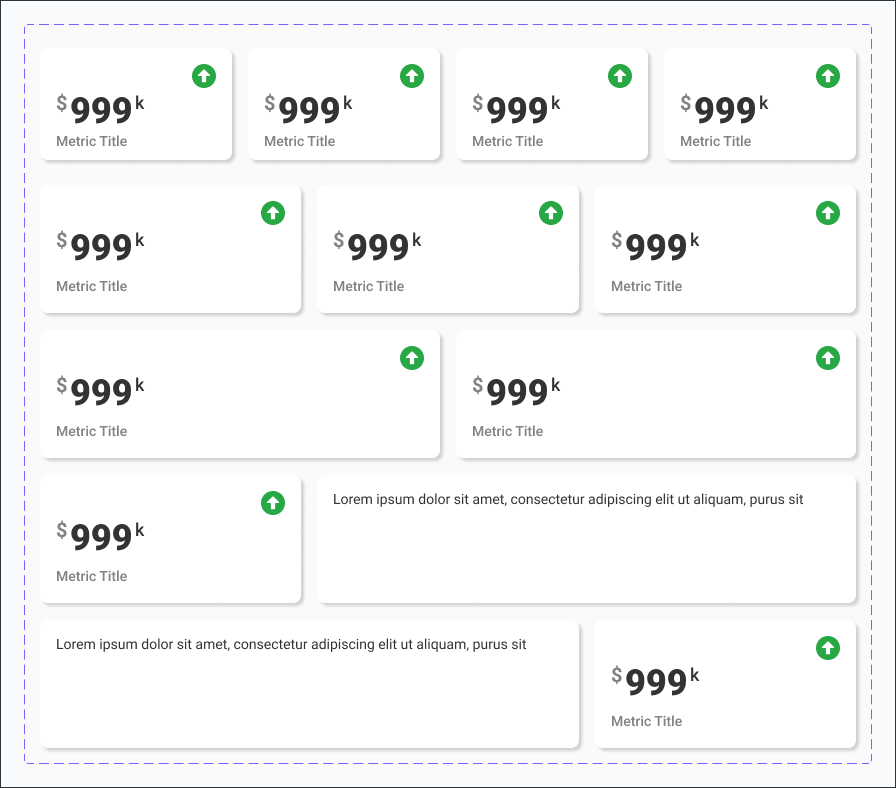 $999k $999k $999k $999k
Metric Title Metric Title Metric Title Metric Title
$999k $999k $999k
Metric Title Metric Title Metric Title
$999k $999k
Metric Title Metric Title
$999k
Metric Title
Lorem ipsum dolor sit amet, consectetur adipiscing elit ut aliquam, purus sit
Lorem ipsum dolor sit amet, consectetur adipiscing elit ut aliquam, purus sit
$999k
Metric Title